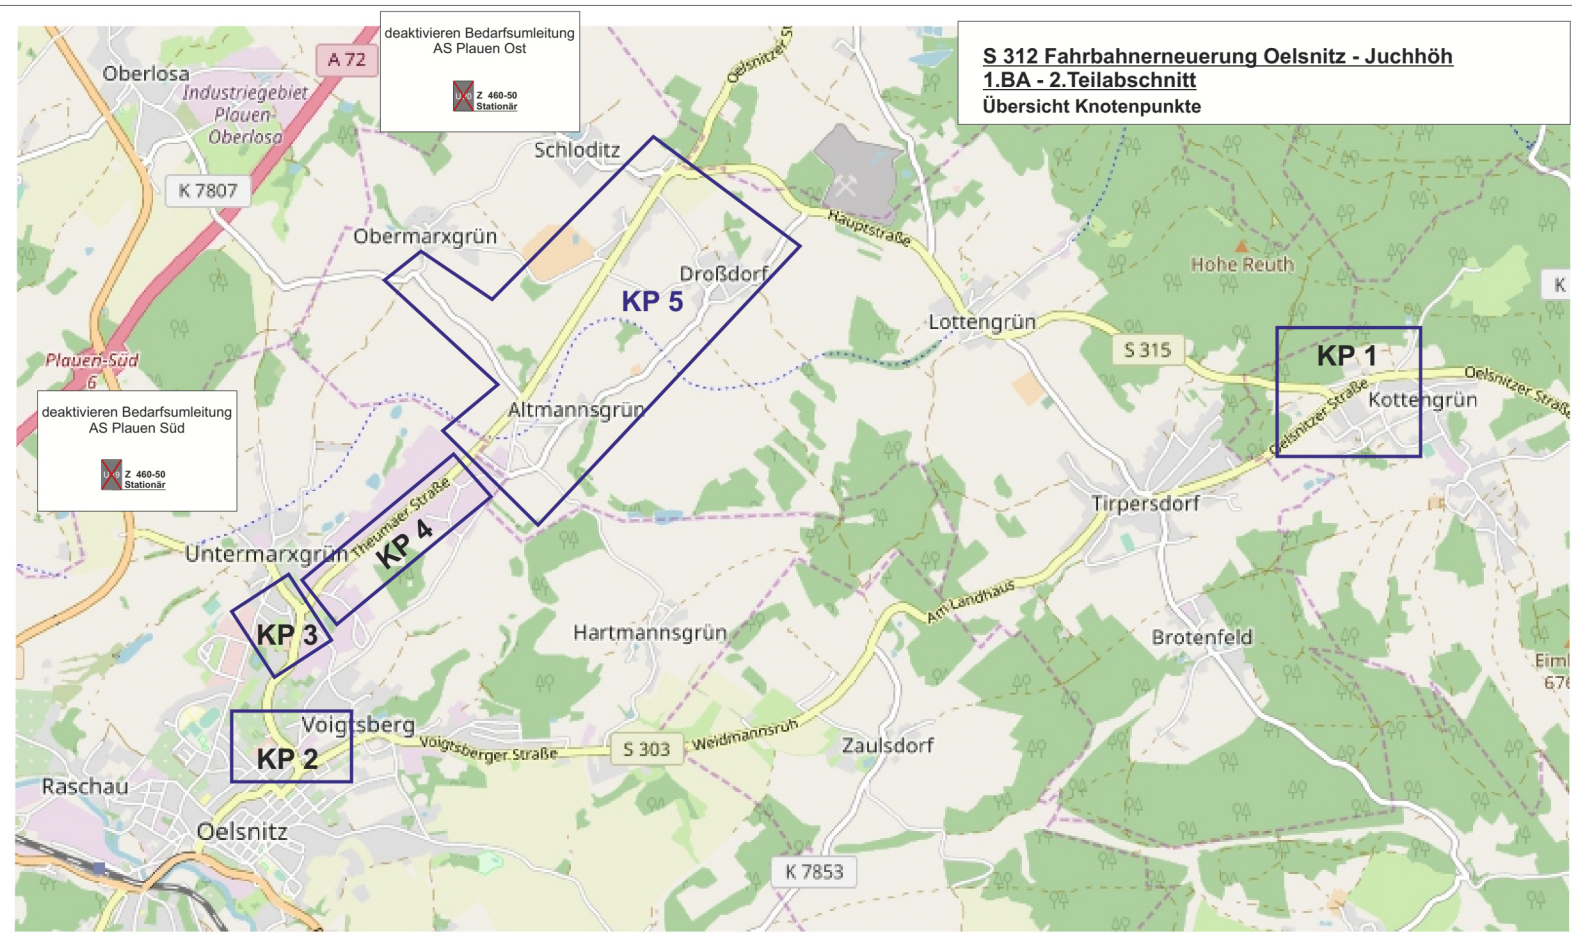 deaktivieren Bedarfsumleitung
AS Plauen Ost
Z 460-50
Stationär
S 312 Fahrbahnerneuerung Oelsnitz - Juchhöh
1.BA - 2.Teilabschnitt
Übersicht Knotenpunkte
Oberlosa
A 72
Industriegebiet
Plauen-
Oberlosa
Oelsnitzer St
Schloditz
K 7807
Obermarxgrün
Hauptstraße
Droßdorf
Hohe Reuth
K
KP 5
Lottengrün
S 315
KP 1
Plauen-Süd
6
Oelsnitzer Straße
Oelsnitzer Straße
Kottengrün
deaktivieren Bedarfsumleitung
AS Plauen Süd
Z 460-50
Stationär
Altmannsgrün
Theumaer Straße
KP 4
Tirpersdorf
Untermarxgrün
Am Landhaus
KP 3
Hartmannsgrün
Brotenfeld
Eiml
676
Voigtsberg
Voigtsberger Straße
S 303
Weidmannsruh
Zaulsdorf
KP 2
Raschau
Oelsnitz
K 7853